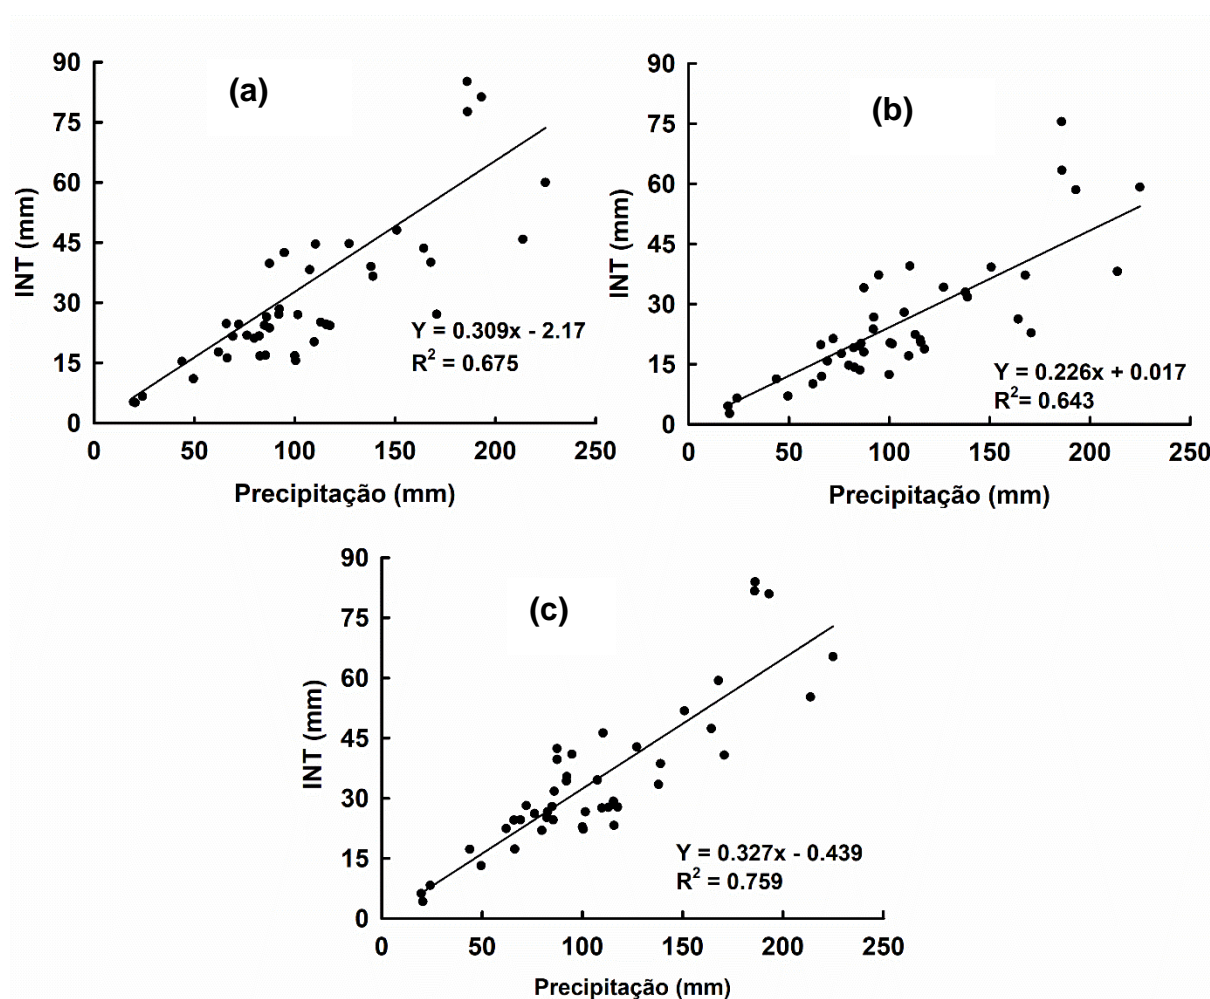 (a)
90
75
60
45
30
15
0
INT (mm)
Y = 0.309x - 2.17
R² = 0.675
0 50 100 150 200 250
Precipitação (mm)
(b)
90
75
60
45
30
15
0
INT (mm)
Y = 0.226x + 0.017
R²= 0.643
0 50 100 150 200 250
Precipitação (mm)
(c)
90
75
60
45
30
15
0
INT (mm)
Y = 0.327x - 0.439
R² = 0.759
0 50 100 150 200 250
Precipitação (mm)